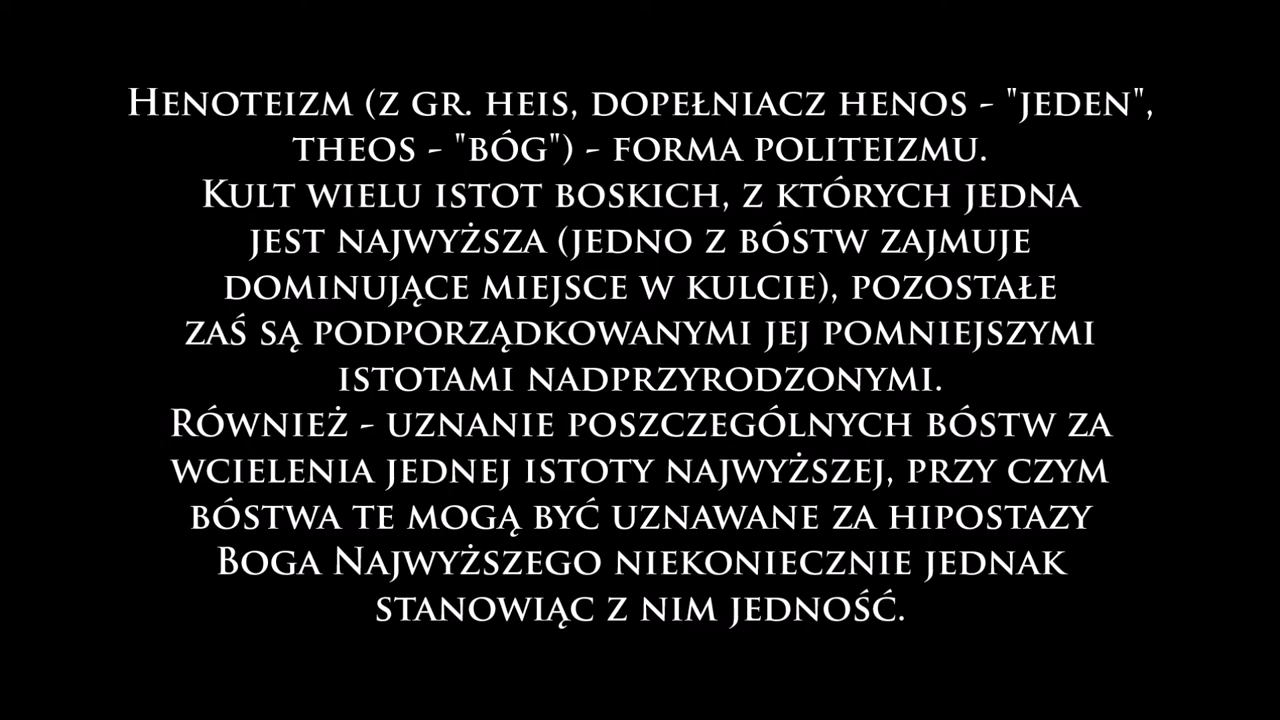 Henoteizm (z gr. heis, dopełniacz henos - "jeden",
theos - "bóg") - forma politeizmu.
Kult wielu istot boskich, z których jedna
jest najwyższa (jedno z bóstw zajmuje
dominujące miejsce w kulcie), pozostałe
zaś są podporządkowanymi jej pomniejszymi
istotami nadprzyrodzonymi.
Również - uznanie poszczególnych bóstw za
wcielenia jednej istoty najwyższej, przy czym
bóstwa te mogą być uznawane za hipostazy
Boga Najwyższego niekoniecznie jednak
stanowiąc z nim jedność.